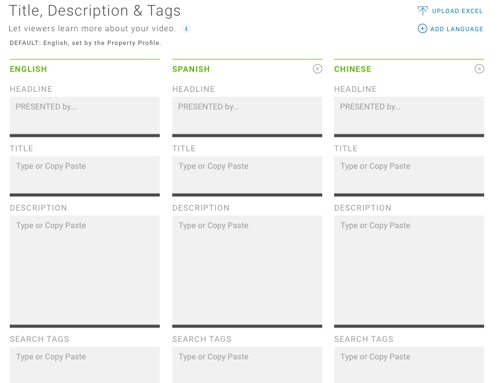 Title, Description & Tags
UPLOAD EXCEL
Let viewers learn more about your video. i
ADD LANGUAGE
DEFAULT: English, set by the Property Profile.
ENGLISH
SPANISH
CHINESE
HEADLINE
HEADLINE
HEADLINE
PRESENTED by...
PRESENTED by...
PRESENTED by...
TITLE
TITLE
TITLE
Type or Copy Paste
Type or Copy Paste
Type or Copy Paste
DESCRIPTION
DESCRIPTION
DESCRIPTION
Type or Copy Paste
Type or Copy Paste
Type or Copy Paste
SEARCH TAGS
SEARCH TAGS
SEARCH TAGS
Type or Copy Paste
Type or Copy Paste
Type or Copy Paste